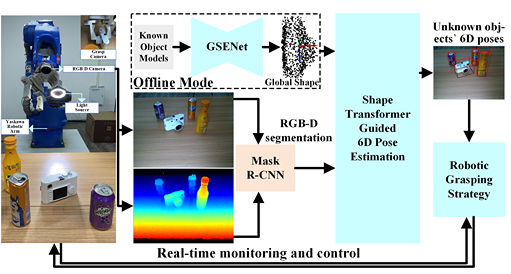 Grasp
Camera
RGB-D Camera
Light
Source
Yaskawa
Robotic
Arm
Known
Object
Models
GSENet
Global Shape
Offline Mode
RGB-D
segmentation
Mask
R-CNN
Shape
Transformer
Guided
6D Pose
Estimation
Unknown obj-
ects` 6D poses
Robotic
Grasping
Strategy
Real-time monitoring and control